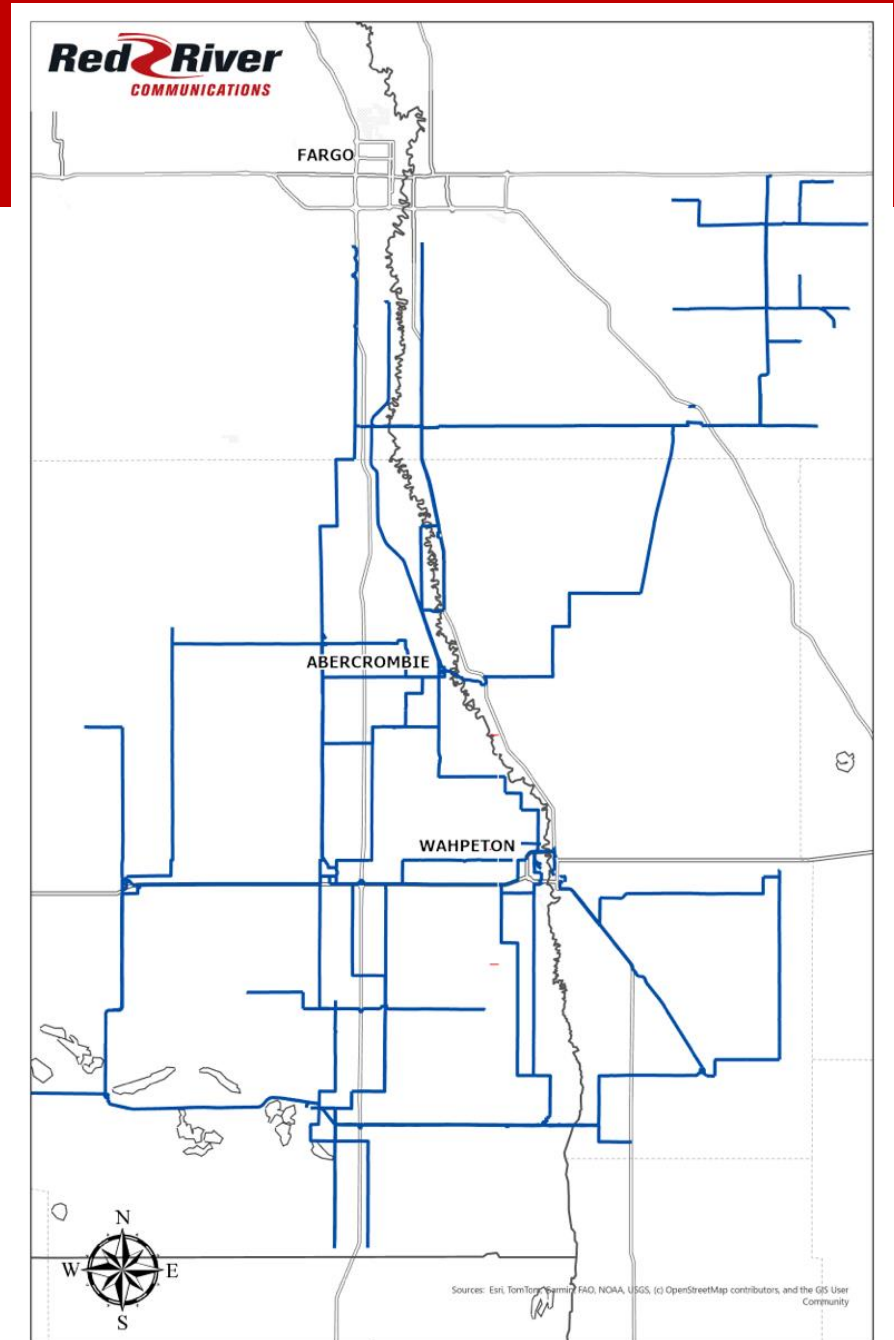 Red River
COMMUNICATIONS
FARGO
ABERCROMBIE
WAHPETON
N
W E
S
Sources: Esri, TomTom, Garmin, FAO, NOAA, USGS, (c) OpenStreetMap contributors, and the GIS User
Community